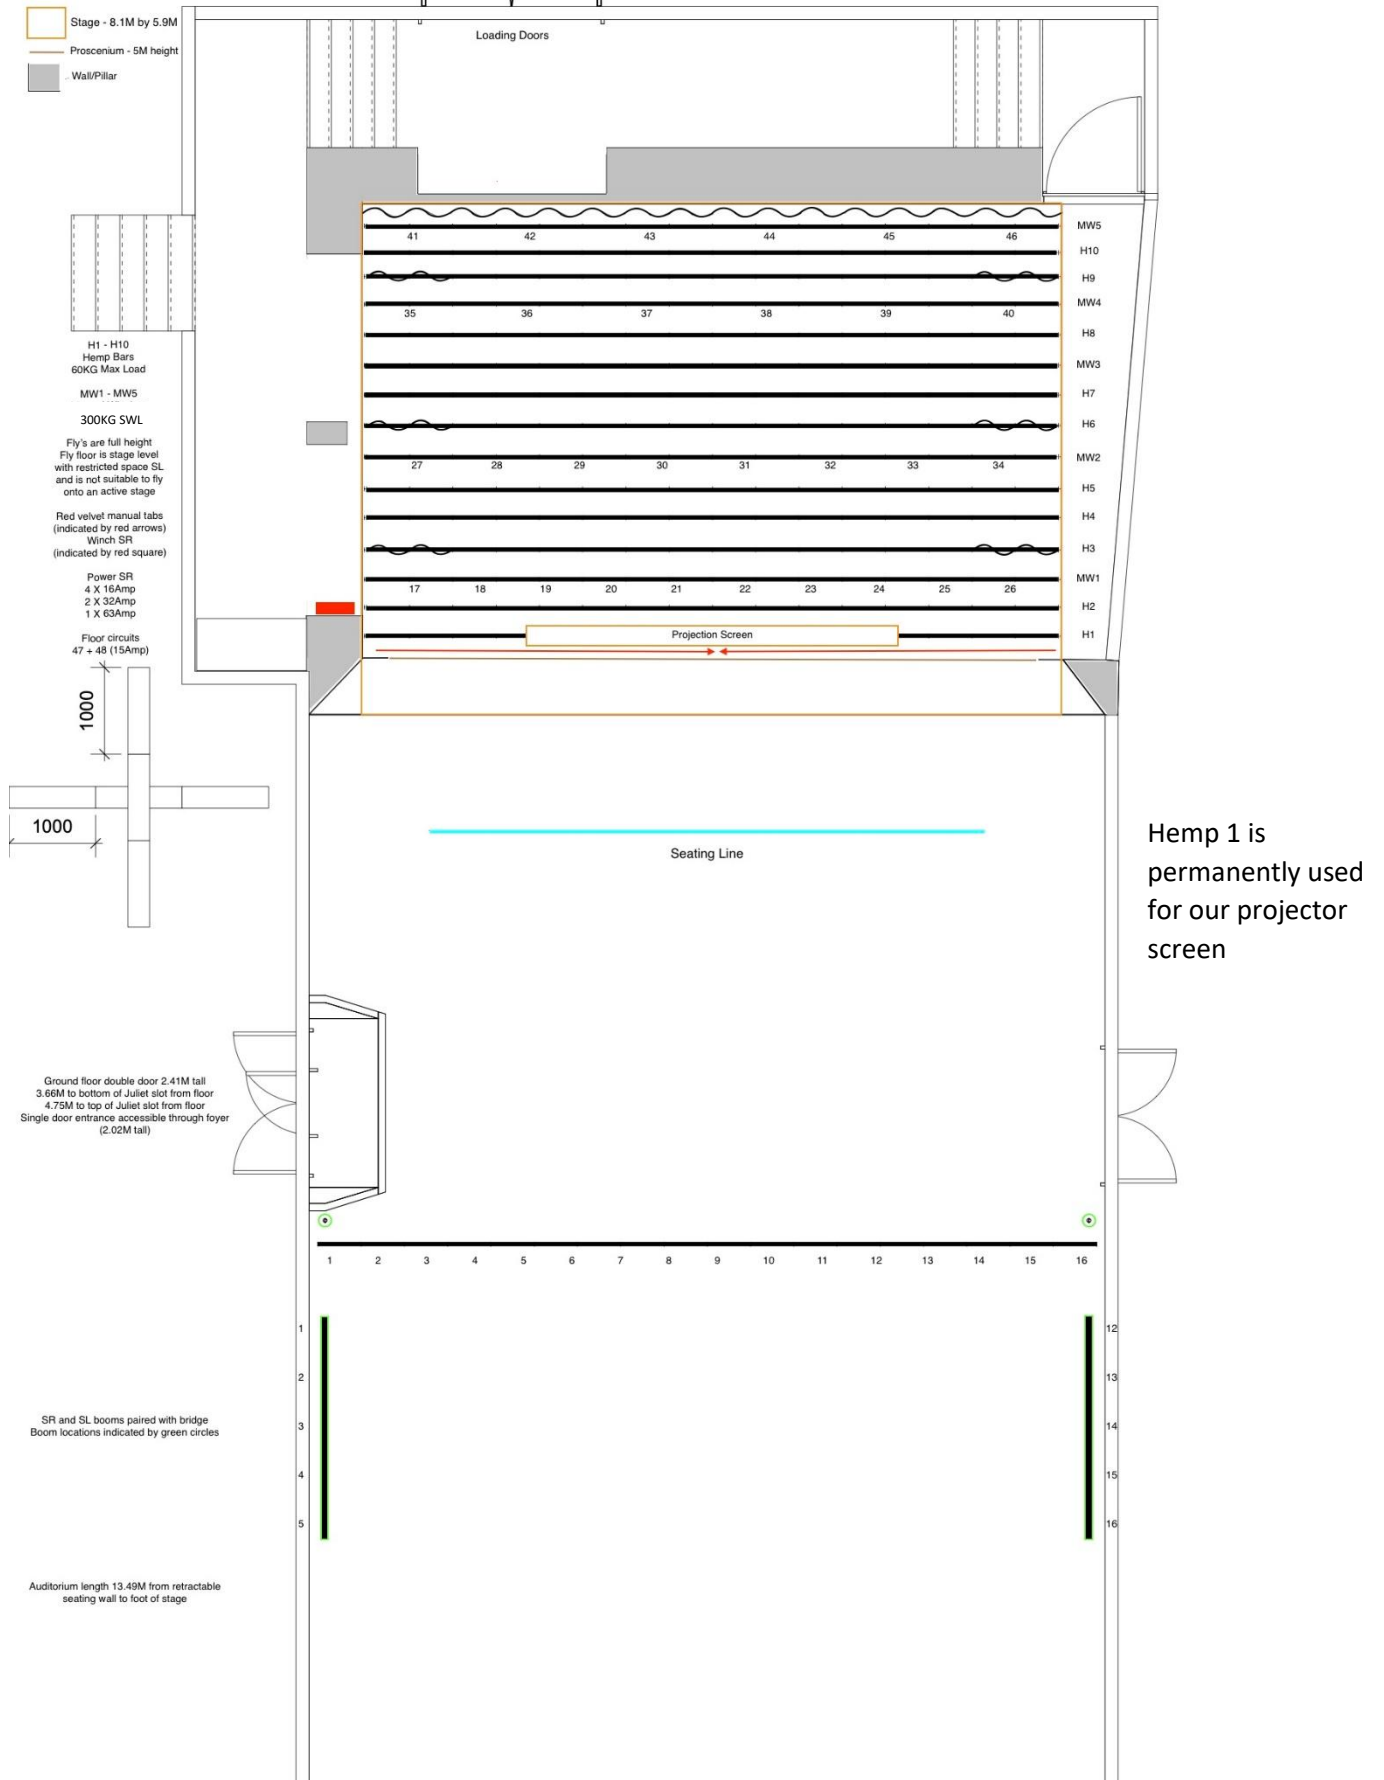 Stage - 8.1M by 5.9M
Proscenium - 5M height
Wall/Pillar
Loading Doors
41 42 43 44 45 46
MW5
H10
H9
MW4
35 36 37 38 39 40
H8
MW3
H7
H6
MW2
27 28 29 30 31 32 33 34
H5
H4
H3
MW1
17 18 19 20 21 22 23 24 25 26
H2
Projection Screen
H1
H1 - H10
Hemp Bars
60KG Max Load
MW1 - MW5
300KG SWL
Fly's are full height
Fly floor is stage level
with restricted space SL
and is not suitable to fly
onto an active stage
Red velvet manual tabs
(indicated by red arrows)
Winch SR
(indicated by red square)
Power SR
4 X 16Amp
2 X 32Amp
1 X 63Amp
Floor circuits
47 + 48 (15Amp)
1000
1000
Seating Line
Hemp 1 is
permanently used
for our projector
screen
Ground floor double door 2.41M tall
3.66M to bottom of Juliet slot from floor
4.75M to top of Juliet slot from floor
Single door entrance accessible through foyer
(2.02M tall)
1 2 3 4 5 6 7 8 9 10 11 12 13 14 15 16
1 12
2 13
3 14
4 15
5 16
SR and SL booms paired with bridge
Boom locations indicated by green circles
Auditorium length 13.49M from retractable
seating wall to foot of stage